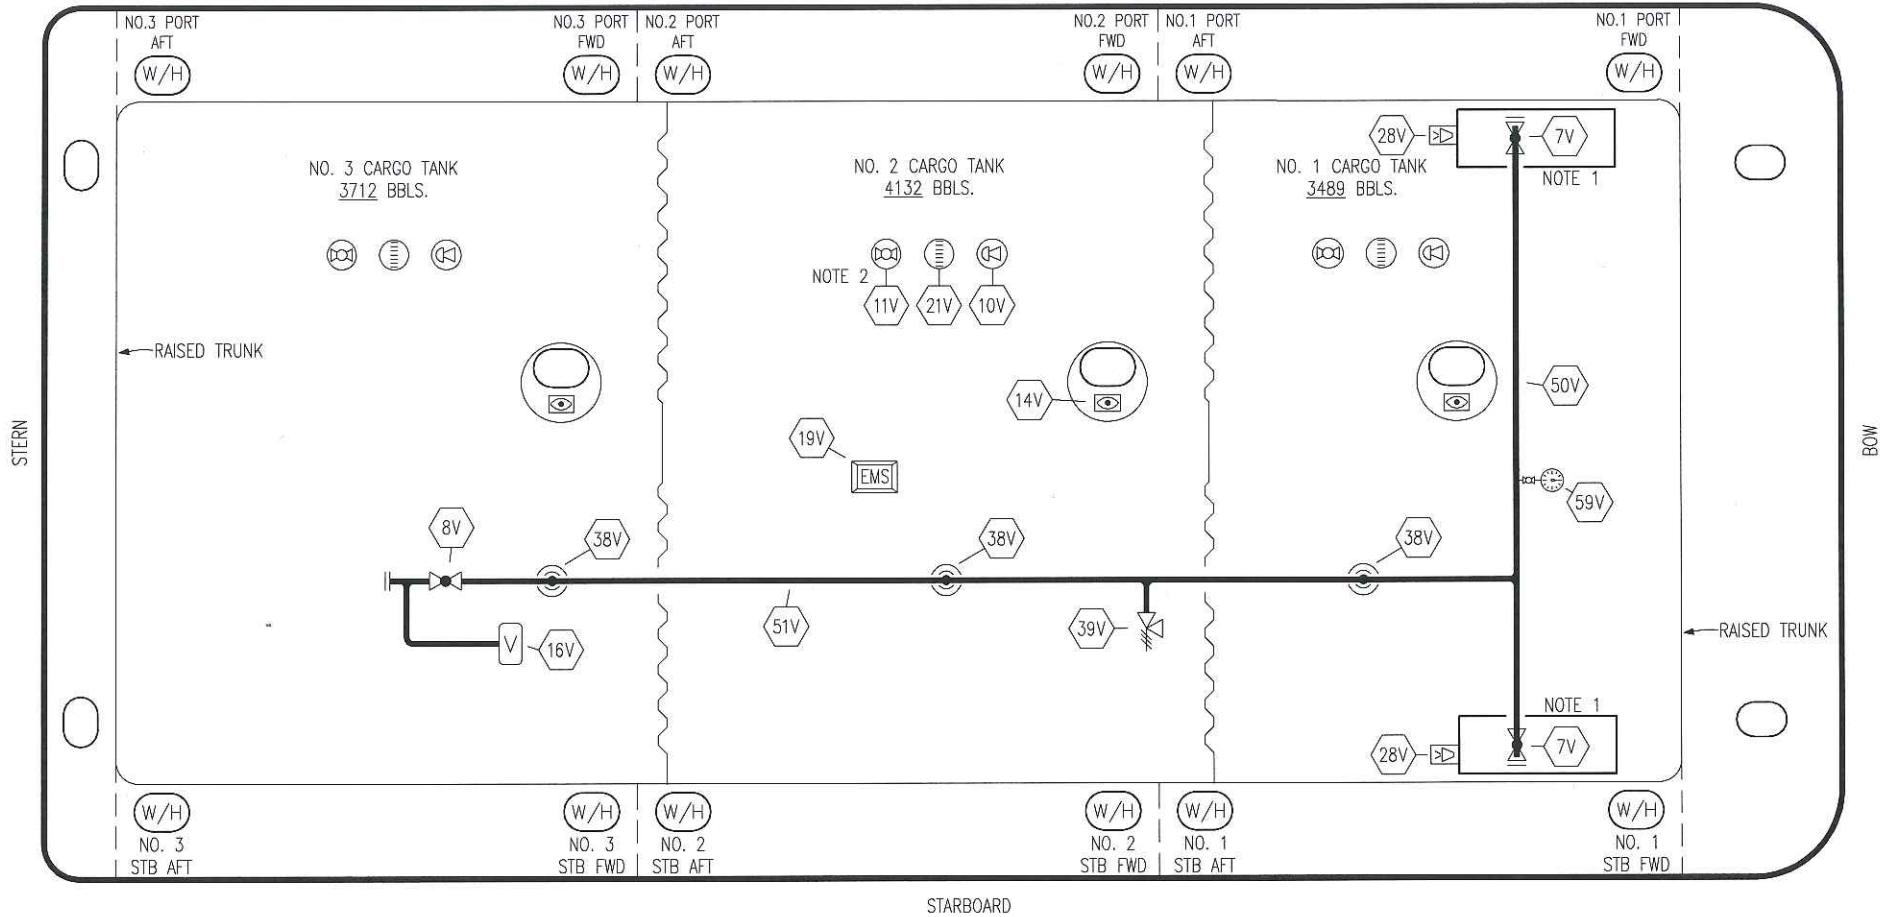 NO.3 PORT
AFT
W/H
NO.3 PORT
FWD
W/H
NO.2 PORT
AFT
W/H
NO.2 PORT
FWD
W/H
NO.1 PORT
AFT
W/H
NO.1 PORT
FWD
W/H
28V
7V
NOTE 1
NO. 3 CARGO TANK
3712 BBLS.
NO. 2 CARGO TANK
4132 BBLS.
NO. 1 CARGO TANK
3489 BBLS.
NOTE 2
11V
21V
10V
RAISED TRUNK
14V
50V
STERN
BOW
19V
EMS
59V
8V
38V
38V
38V
51V
39V
16V
V
RAISED TRUNK
NOTE 1
28V
7V
W/H
NO. 3
STB AFT
W/H
NO. 3
STB FWD
W/H
NO. 2
STB AFT
W/H
NO. 2
STB FWD
W/H
NO. 1
STB AFT
W/H
NO. 1
STB FWD
STARBOARD